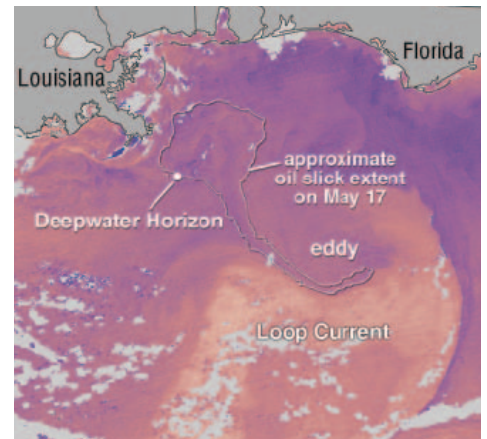 Florida
Louisiana
approximate
oil slick extent
on May 17
Deepwater Horizon
eddy
Loop Current